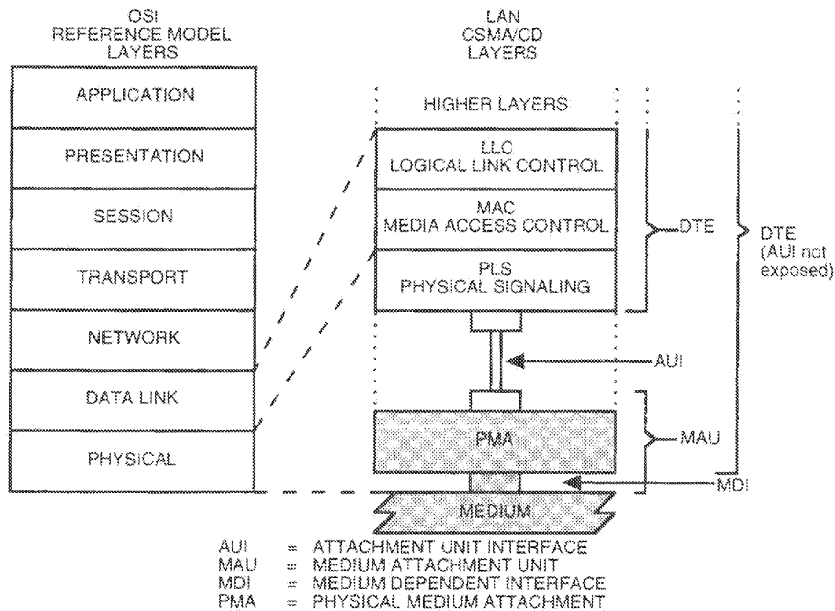 OSI
REFERENCE MODEL
LAYERS
APPLICATION
PRESENTATION
SESSION
TRANSPORT
NETWORK
DATA LINK
PHYSICAL
LAN
CSMA/CD
LAYERS
HIGHER LAYERS
LLC
LOGICAL LINK CONTROL
MAC
MEDIA ACCESS CONTROL
PLS
PHYSICAL SIGNALING
DTE
DTE
(AUI not
exposed)
AUI
PMA
MAU
MDI
MEDIUM
AUI = ATTACHMENT UNIT INTERFACE
MAU = MEDIUM ATTACHMENT UNIT
MDI = MEDIUM DEPENDENT INTERFACE
PMA = PHYSICAL MEDIUM ATTACHMENT